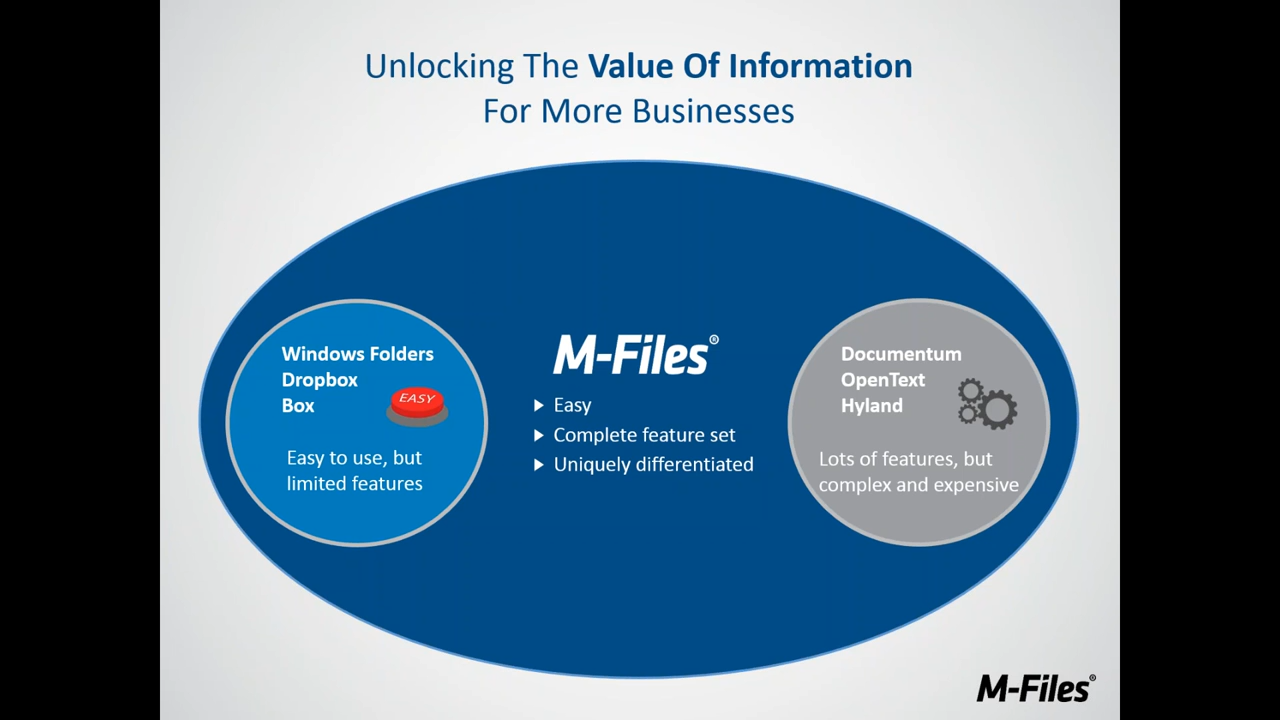 Unlocking The Value Of Information
For More Businesses
Windows Folders
Dropbox
Box
EASY
Easy to use, but
limited features
M-Files®
Easy
Complete feature set
Uniquely differentiated
Documentum
OpenText
Hyland
Lots of features, but
complex and expensive
M-Files®